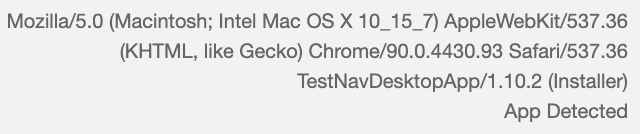 Mozilla/5.0 (Macintosh; Intel Mac OS X 10_15_7) AppleWebKit/537.36
(KHTML, like Gecko) Chrome/90.0.4430.93 Safari/537.36
TestNavDesktopApp/1.10.2 (Installer)
App Detected